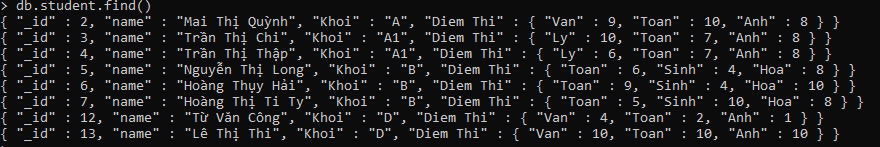 > db.student.find()
{ "_id" : 2, "name" : "Mai Thị Quỳnh", "Khoi" : "A", "Diem Thi" : { "Van" : 9, "Toan" : 10, "Anh" : 8 } }
{ "_id" : 3, "name" : "Trần Thị Chi", "Khoi" : "A1", "Diem Thi" : { "Ly" : 10, "Toan" : 7, "Anh" : 8 } }
{ "_id" : 4, "name" : "Trần Thị Thập", "Khoi" : "A1", "Diem Thi" : { "Ly" : 6, "Toan" : 7, "Anh" : 8 } }
{ "_id" : 5, "name" : "Nguyễn Thị Long", "Khoi" : "B", "Diem Thi" : { "Toan" : 6, "Sinh" : 4, "Hoa" : 8 } }
{ "_id" : 6, "name" : "Hoàng Thụy Hải", "Khoi" : "B", "Diem Thi" : { "Toan" : 9, "Sinh" : 4, "Hoa" : 10 } }
{ "_id" : 7, "name" : "Hoàng Thị Ti Ty", "Khoi" : "B", "Diem Thi" : { "Toan" : 5, "Sinh" : 10, "Hoa" : 8 } }
{ "_id" : 12, "name" : "Từ Văn Công", "Khoi" : "D", "Diem Thi" : { "Van" : 4, "Toan" : 2, "Anh" : 1 } }
{ "_id" : 13, "name" : "Lê Thị Thi", "Khoi" : "D", "Diem Thi" : { "Van" : 10, "Toan" : 10, "Anh" : 10 } }